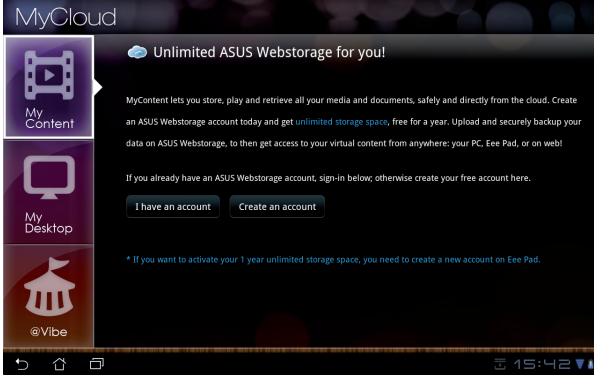 MyCloud
Unlimited ASUS Webstorage for you!
My
Content
MyContent lets you store, play and retrieve all your media and documents, safely and directly from the cloud. Create
an ASUS Webstorage account today and get unlimited storage space, free for a year. Upload and securely backup your
data on ASUS Webstorage, to then get access to your virtual content from anywhere: your PC, Eee Pad, or on web!
If you already have an ASUS Webstorage account, sign-in below; otherwise create your free account here.
I have an account Create an account
My
Desktop
* If you want to activate your 1 year unlimited storage space, you need to create a new account on Eee Pad.
@Vibe
15:42